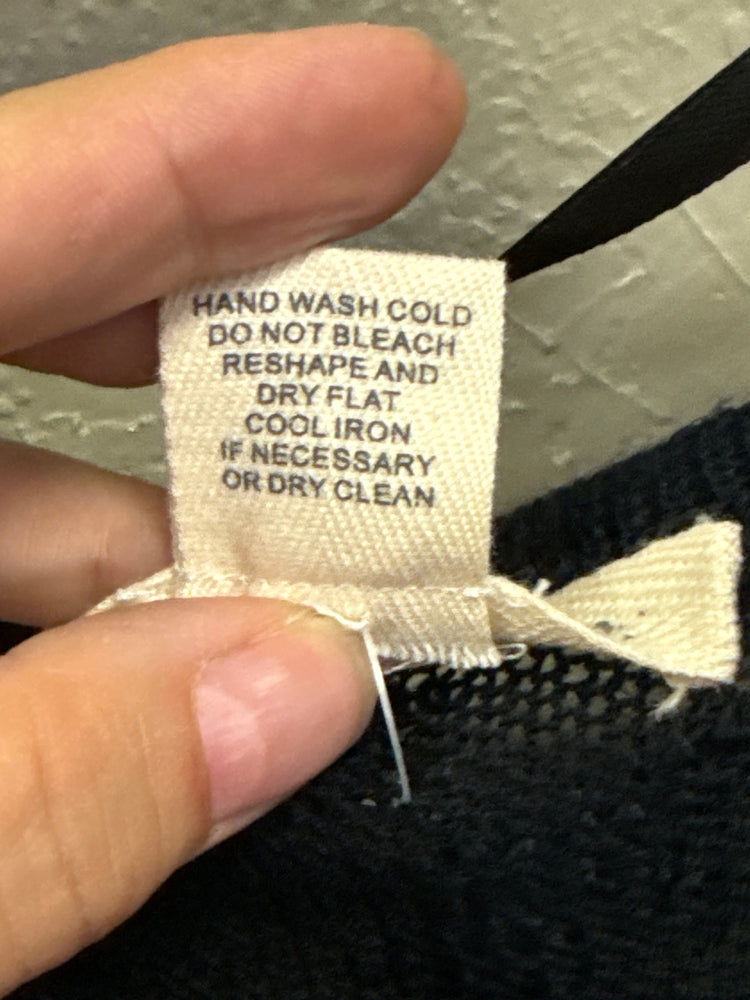 HAND WASH COLD
DO NOT BLEACH
RESHAPE AND
DRY FLAT
COOL IRON
IF NECESSARY
OR DRY CLEAN